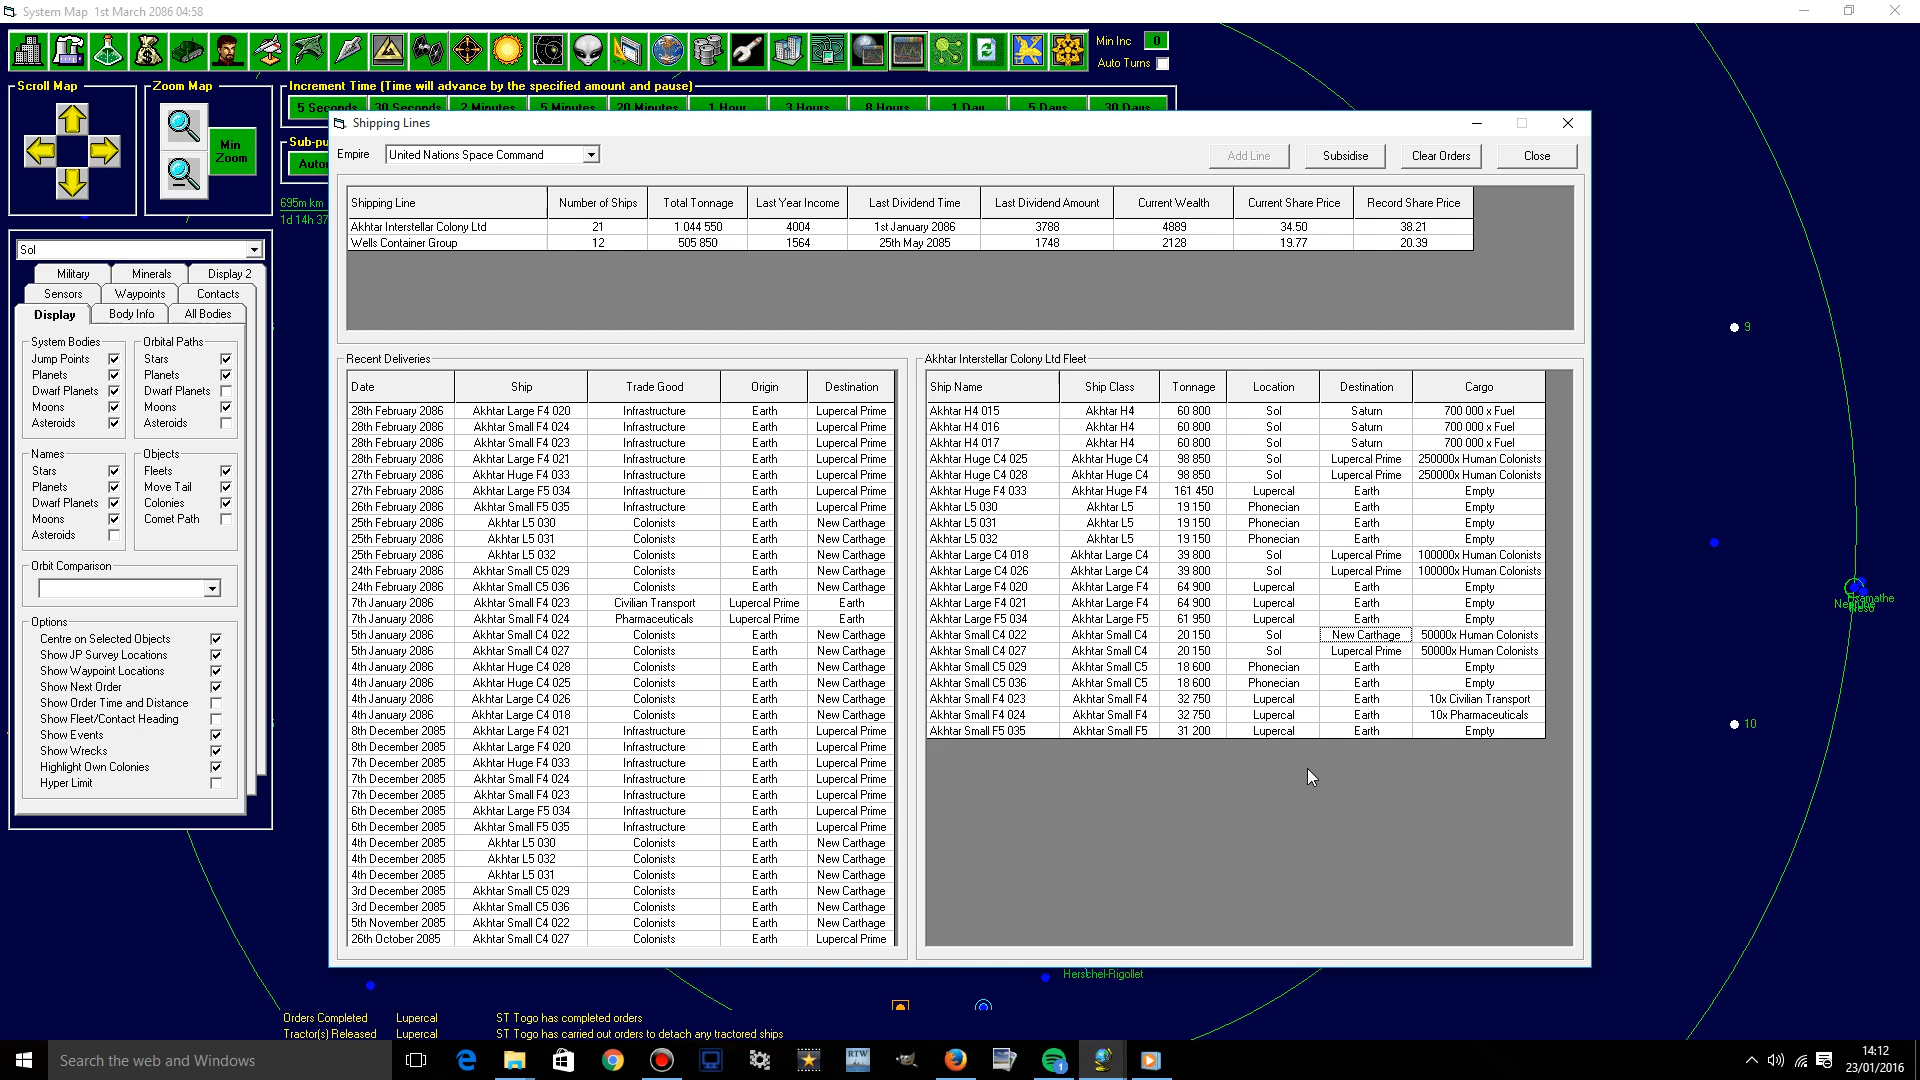 System Map  1st March 2086 04:58
Min Inc 0
Auto Turns
Scroll Map
Zoom Map
Min Zoom
Increment Time (Time will advance by the specified amount and pause)
5 Seconds 30 Seconds 2 Minutes 5 Minutes 20 Minutes 1 Hour 3 Hours 8 Hours 1 Day 5 Days 30 Days
695m km
Sol
Military Minerals Display 2
Sensors Waypoints Contacts
Display Body Info All Bodies
System Bodies
Jump Points
Planets
Dwarf Planets
Moons
Asteroids
Orbital Paths
Stars
Planets
Dwarf Planets
Moons
Asteroids
Names
Stars
Planets
Dwarf Planets
Moons
Asteroids
Objects
Fleets
Move Tail
Colonies
Comet Path
Orbit Comparison
Options
Centre on Selected Objects
Show JP Survey Locations
Show Waypoint Locations
Show Next Order
Show Order Time and Distance
Show Fleet/Contact Heading
Show Events
Show Wrecks
Highlight Own Colonies
Hyper Limit
Shipping Lines
Empire United Nations Space Command
Add Line Subsidise Clear Orders Close
Shipping Line Number of Ships Total Tonnage Last Year Income Last Dividend Time Last Dividend Amount Current Wealth Current Share Price Record Share Price
Akhtar Interstellar Colony Ltd 21 1 044 550 4004 1st January 2086 3788 4889 34.50 38.21
Wells Container Group 12 505 850 1564 25th May 2085 1748 2128 19.77 20.39
Recent Deliveries
Date Ship Trade Good Origin Destination
28th February 2086 Akhtar Large F4 020 Infrastructure Earth Lupercal Prime
28th February 2086 Akhtar Small F4 024 Infrastructure Earth Lupercal Prime
28th February 2086 Akhtar Small F4 023 Infrastructure Earth Lupercal Prime
28th February 2086 Akhtar Large F4 021 Infrastructure Earth Lupercal Prime
27th February 2086 Akhtar Huge F4 033 Infrastructure Earth Lupercal Prime
27th February 2086 Akhtar Large F5 034 Infrastructure Earth Lupercal Prime
26th February 2086 Akhtar Small F5 035 Infrastructure Earth Lupercal Prime
25th February 2086 Akhtar L5 030 Colonists Earth New Carthage
25th February 2086 Akhtar L5 031 Colonists Earth New Carthage
25th February 2086 Akhtar L5 032 Colonists Earth New Carthage
24th February 2086 Akhtar Small C5 029 Colonists Earth New Carthage
24th February 2086 Akhtar Small C5 036 Colonists Earth New Carthage
7th January 2086 Akhtar Small F4 023 Civilian Transport Lupercal Prime Earth
7th January 2086 Akhtar Small F4 024 Pharmaceuticals Lupercal Prime Earth
5th January 2086 Akhtar Small C4 022 Colonists Earth New Carthage
5th January 2086 Akhtar Small C4 027 Colonists Earth New Carthage
4th January 2086 Akhtar Huge C4 028 Colonists Earth New Carthage
4th January 2086 Akhtar Huge C4 025 Colonists Earth New Carthage
4th January 2086 Akhtar Large C4 026 Colonists Earth New Carthage
4th January 2086 Akhtar Large C4 018 Colonists Earth New Carthage
8th December 2085 Akhtar Large F4 021 Infrastructure Earth Lupercal Prime
8th December 2085 Akhtar Large F4 020 Infrastructure Earth Lupercal Prime
7th December 2085 Akhtar Huge F4 033 Infrastructure Earth Lupercal Prime
7th December 2085 Akhtar Small F4 024 Infrastructure Earth Lupercal Prime
7th December 2085 Akhtar Small F4 023 Infrastructure Earth Lupercal Prime
6th December 2085 Akhtar Large F5 034 Infrastructure Earth Lupercal Prime
6th December 2085 Akhtar Small F5 035 Infrastructure Earth Lupercal Prime
4th December 2085 Akhtar L5 030 Colonists Earth New Carthage
4th December 2085 Akhtar L5 032 Colonists Earth New Carthage
4th December 2085 Akhtar L5 031 Colonists Earth New Carthage
3rd December 2085 Akhtar Small C5 029 Colonists Earth New Carthage
3rd December 2085 Akhtar Small C5 036 Colonists Earth New Carthage
5th November 2085 Akhtar Small C4 022 Colonists Earth New Carthage
26th October 2085 Akhtar Small C4 027 Colonists Earth Lupercal Prime
Akhtar Interstellar Colony Ltd Fleet
Ship Name Ship Class Tonnage Location Destination Cargo
Akhtar H4 015 Akhtar H4 60 800 Sol Saturn 700 000 x Fuel
Akhtar H4 016 Akhtar H4 60 800 Sol Saturn 700 000 x Fuel
Akhtar H4 017 Akhtar H4 60 800 Sol Saturn 700 000 x Fuel
Akhtar Huge C4 025 Akhtar Huge C4 98 850 Sol Lupercal Prime 250000x Human Colonists
Akhtar Huge C4 028 Akhtar Huge C4 98 850 Sol Lupercal Prime 250000x Human Colonists
Akhtar Huge F4 033 Akhtar Huge F4 161 450 Lupercal Earth Empty
Akhtar L5 030 Akhtar L5 19 150 Phonecian Earth Empty
Akhtar L5 031 Akhtar L5 19 150 Phonecian Earth Empty
Akhtar L5 032 Akhtar L5 19 150 Phonecian Earth Empty
Akhtar Large C4 018 Akhtar Large C4 39 800 Sol Lupercal Prime 100000x Human Colonists
Akhtar Large C4 026 Akhtar Large C4 39 800 Sol Lupercal Prime 100000x Human Colonists
Akhtar Large F4 020 Akhtar Large F4 64 900 Lupercal Earth Empty
Akhtar Large F4 021 Akhtar Large F4 64 900 Lupercal Earth Empty
Akhtar Large F5 034 Akhtar Large F5 61 950 Lupercal Earth Empty
Akhtar Small C4 022 Akhtar Small C4 20 150 Sol New Carthage 50000x Human Colonists
Akhtar Small C4 027 Akhtar Small C4 20 150 Sol Lupercal Prime 50000x Human Colonists
Akhtar Small C5 029 Akhtar Small C5 18 600 Phonecian Earth Empty
Akhtar Small C5 036 Akhtar Small C5 18 600 Phonecian Earth Empty
Akhtar Small F4 023 Akhtar Small F4 32 750 Lupercal Earth 10x Civilian Transport
Akhtar Small F4 024 Akhtar Small F4 32 750 Lupercal Earth 10x Pharmaceuticals
Akhtar Small F5 035 Akhtar Small F5 31 200 Lupercal Earth Empty
9
10
Herschel-Rigollet
Orders Completed Lupercal ST Togo has completed orders
Tractor(s) Released Lupercal ST Togo has carried out orders to detach any tractored ships
Search the web and Windows
RTW
1
14:12
23/01/2016